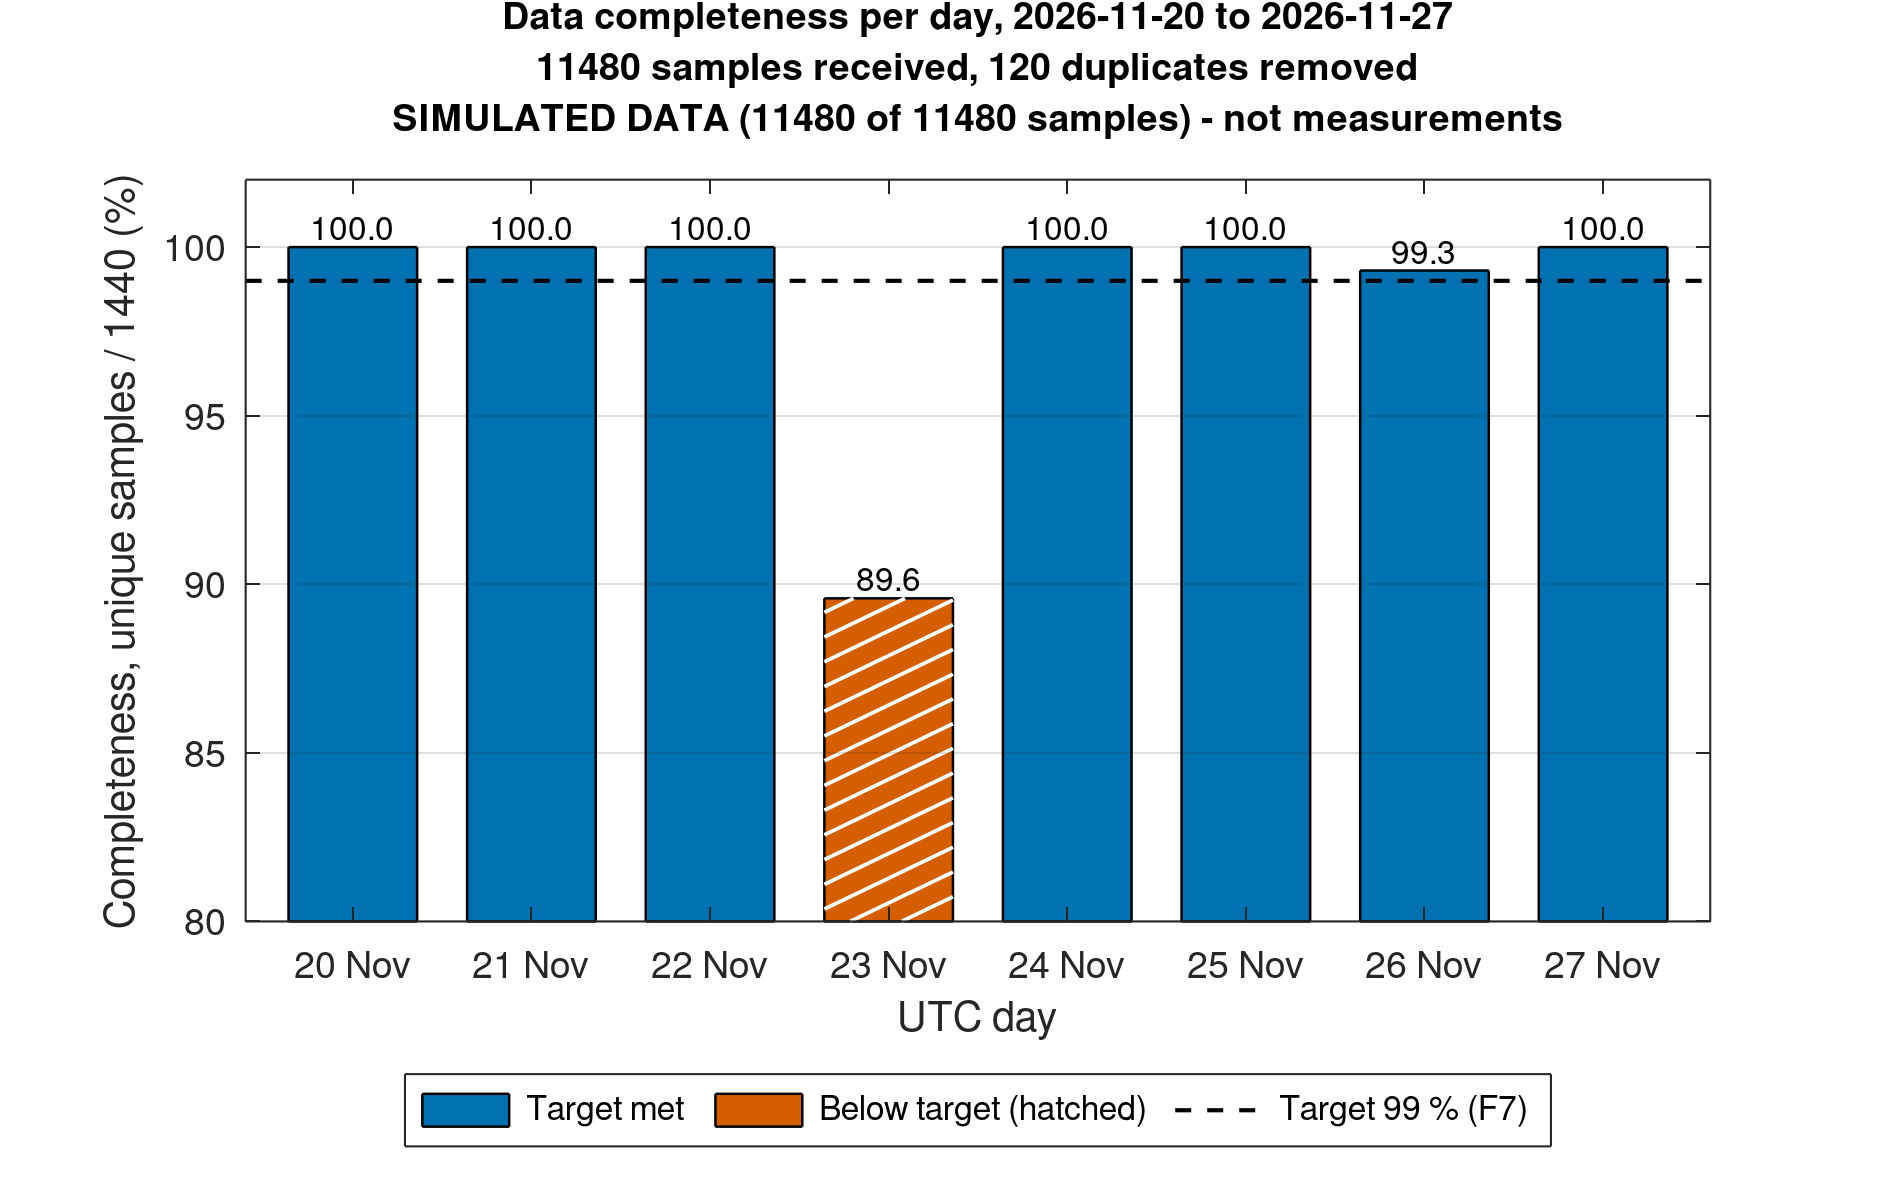 Data completeness per day, 2026-11-20 to 2026-11-27
11480 samples received, 120 duplicates removed
SIMULATED DATA (11480 of 11480 samples) - not measurements
Completeness, unique samples / 1440 (%)
100
95
90
85
80
100.0
100.0
100.0
89.6
100.0
100.0
99.3
100.0
20 Nov
21 Nov
22 Nov
23 Nov
24 Nov
25 Nov
26 Nov
27 Nov
UTC day
Target met
Below target (hatched)
Target 99 % (F7)